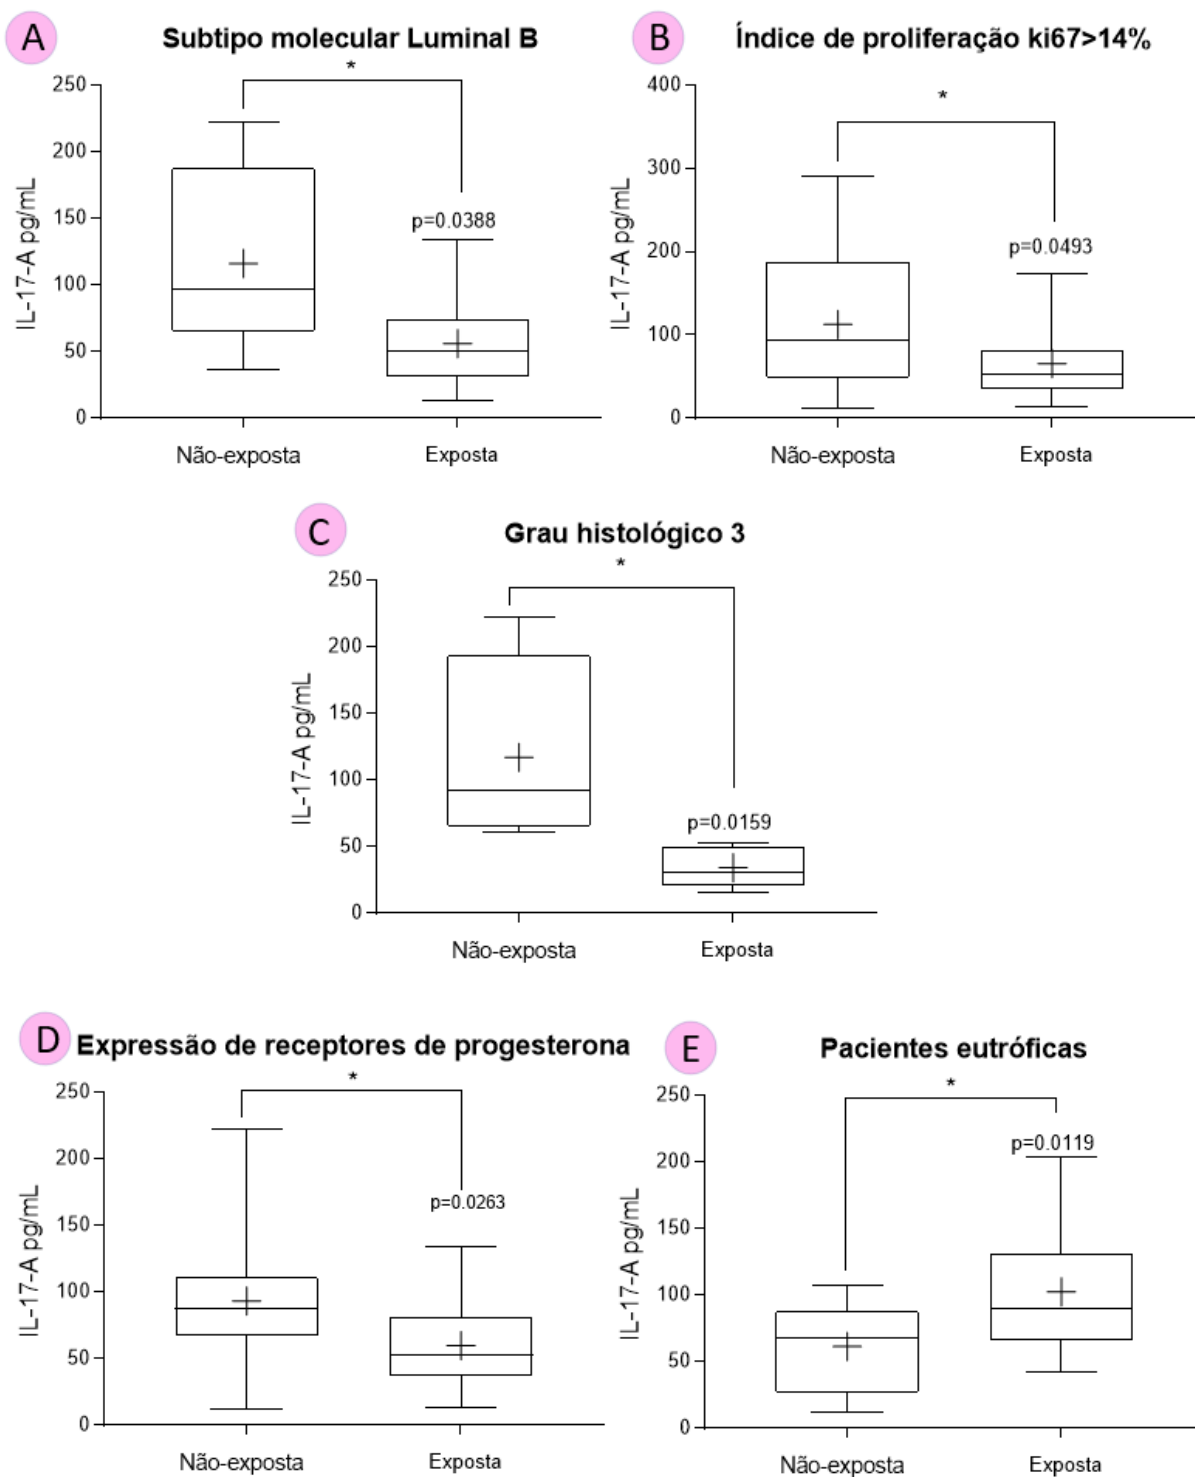 A
Subtipo molecular Luminal B
*
250
200
150
100
50
0
IL-17-A pg/mL
p=0.0388
Não-exposta
Exposta
B
Índice de proliferação ki67>14%
*
400
300
200
100
0
IL-17-A pg/mL
p=0.0493
Não-exposta
Exposta
C
Grau histológico 3
*
250
200
150
100
50
0
IL-17-A pg/mL
p=0.0159
Não-exposta
Exposta
D
Expressão de receptores de progesterona
*
250
200
150
100
50
0
IL-17-A pg/mL
p=0.0263
Não-exposta
Exposta
E
Pacientes eutróficas
*
250
200
150
100
50
0
IL-17-A pg/mL
p=0.0119
Não-exposta
Exposta